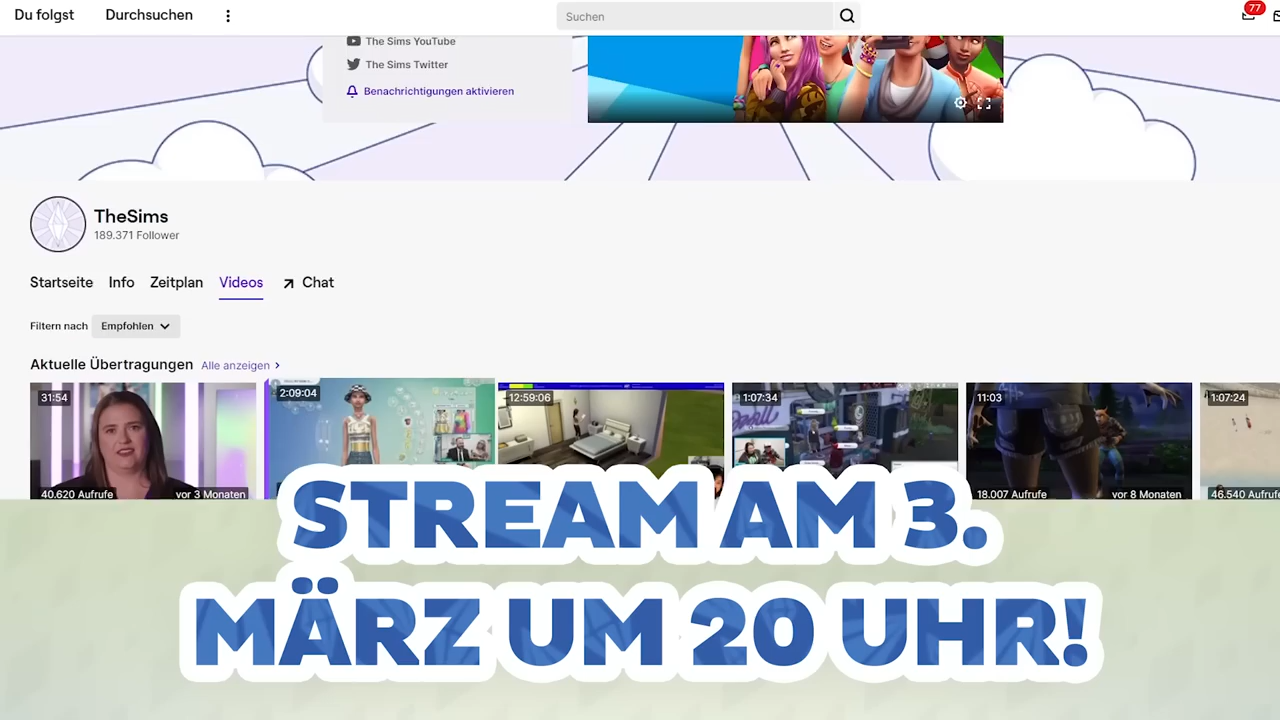 Du folgst
Durchsuchen
Suchen
77
The Sims YouTube
The Sims Twitter
Benachrichtigungen aktivieren
TheSims
189.371 Follower
Startseite Info Zeitplan Videos Chat
Filtern nach Empfohlen
Aktuelle Übertragungen Alle anzeigen
31:54
2:09:04
12:59:06
1:07:34
11:03
1:07:24
40.620 Aufrufe vor 3 Monaten
18.007 Aufrufe vor 8 Monaten
46.540 Aufrufe
STREAM AM 3.
MÄRZ UM 20 UHR!